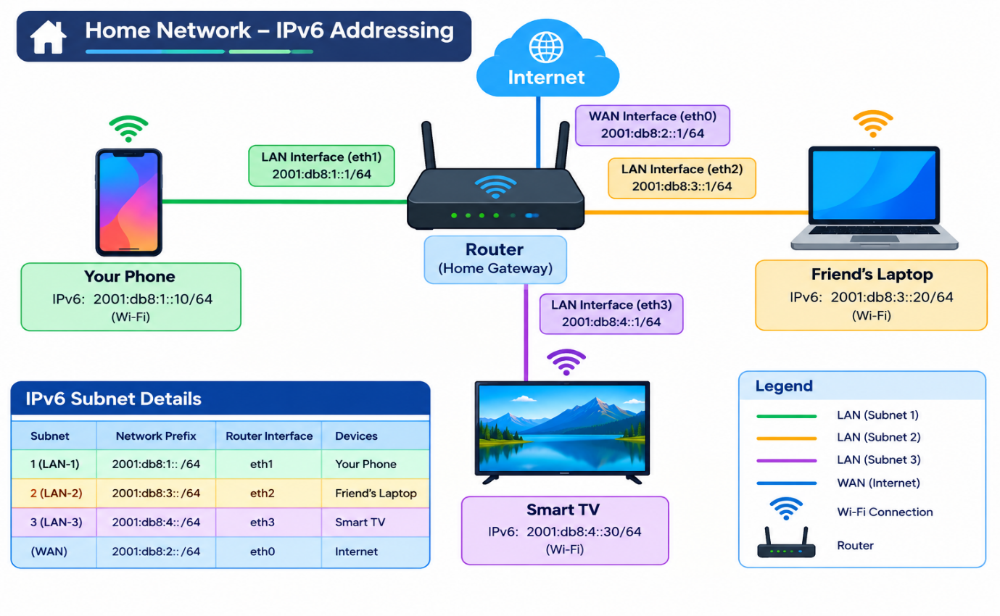 Home Network – IPv6 Addressing
Internet
WAN Interface (eth0)
2001:db8:2::1/64
LAN Interface (eth1)
2001:db8:1::1/64
LAN Interface (eth2)
2001:db8:3::1/64
Router
(Home Gateway)
Your Phone
IPv6: 2001:db8:1::10/64
(Wi-Fi)
Friend's Laptop
IPv6: 2001:db8:3::20/64
(Wi-Fi)
LAN Interface (eth3)
2001:db8:4::1/64
Smart TV
IPv6: 2001:db8:4::30/64
(Wi-Fi)
IPv6 Subnet Details
Subnet Network Prefix Router Interface Devices
1 (LAN-1) 2001:db8:1:: /64 eth1 Your Phone
2 (LAN-2) 2001:db8:3:: /64 eth2 Friend's Laptop
3 (LAN-3) 2001:db8:4:: /64 eth3 Smart TV
(WAN) 2001:db8:2:: /64 eth0 Internet
Legend
LAN (Subnet 1)
LAN (Subnet 2)
LAN (Subnet 3)
WAN (Internet)
Wi-Fi Connection
Router